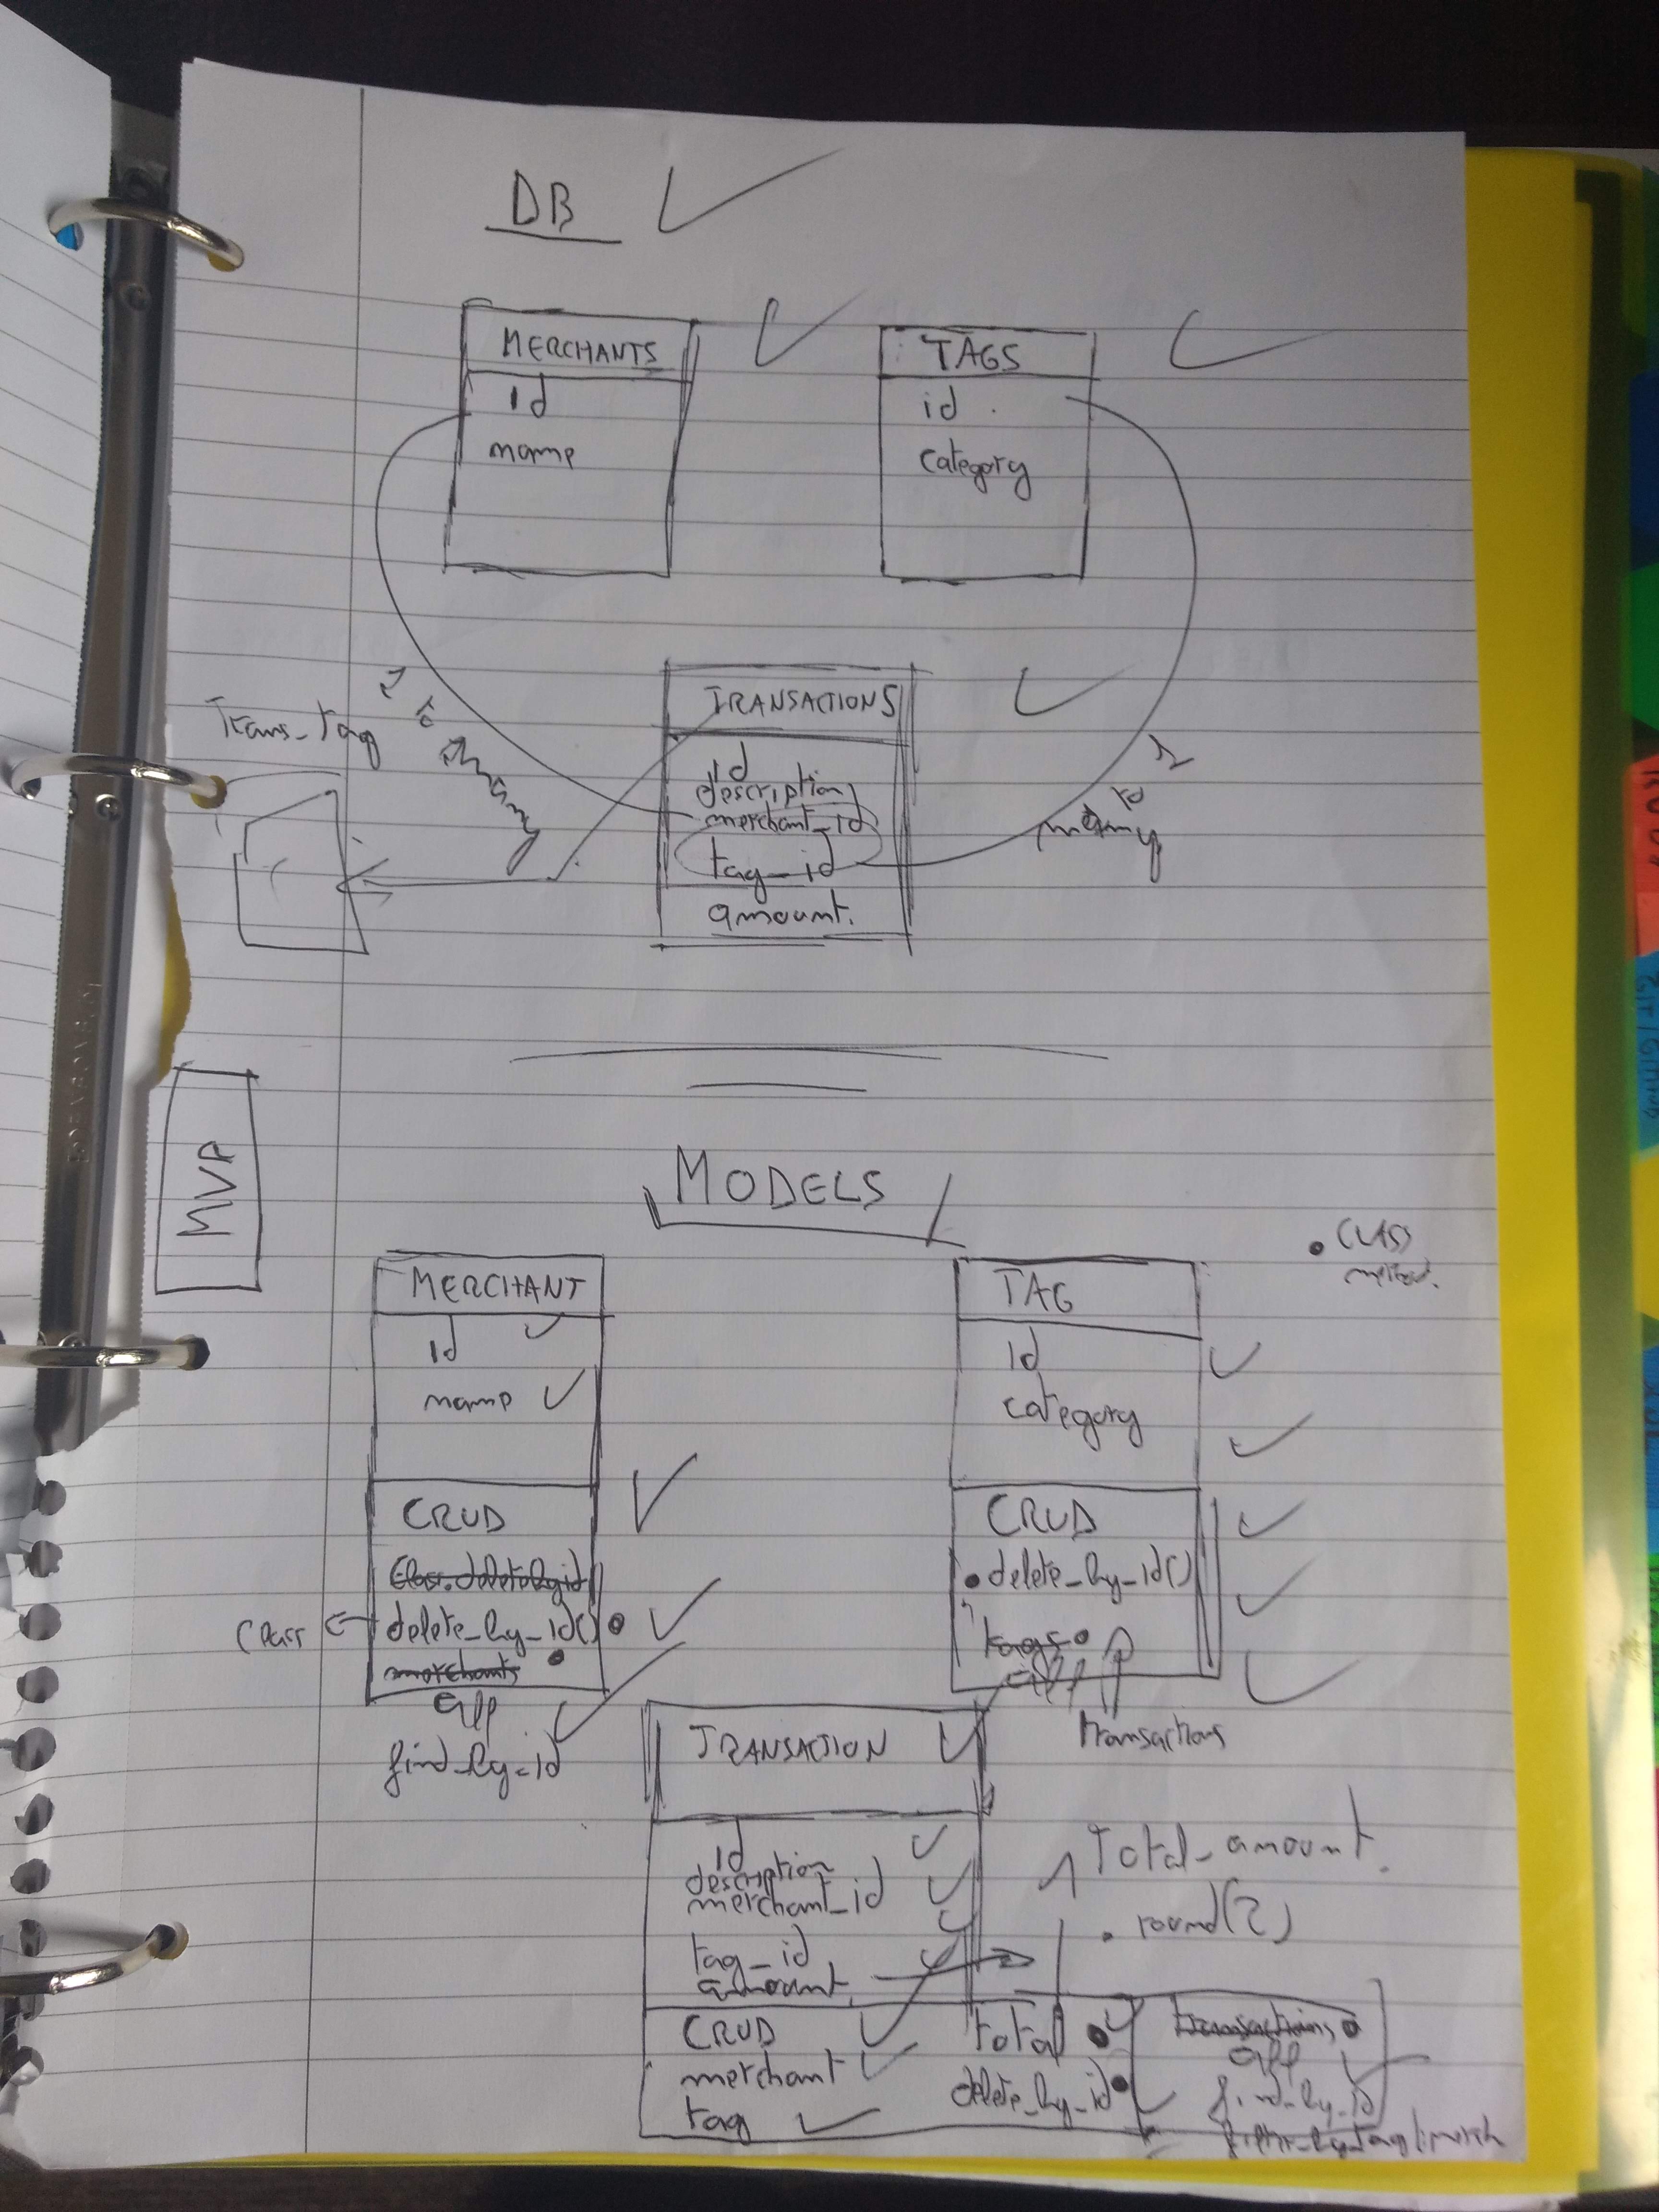 DB
MERCHANTS
id
name
TAGS
id
category
Trans_tag
1 to many
1 to many
TRANSACTIONS
id
description
merchant_id
tag_id
amount.
MVP
MODELS
• CLASS
method.
MERCHANT
id
name
CRUD
class.deletebyid
class
delete_by_id()
merchants
all
find_by_id
TAG
id
category
CRUD
• delete_by_id()
tags
all
transactions
TRANSACTION
id
description
merchant_id
tag_id
amount.
Total_amount.
. round(2)
CRUD
merchant
tag
total
delete_by_id
transactions
all
find_by_id
filter_by_tag/merch